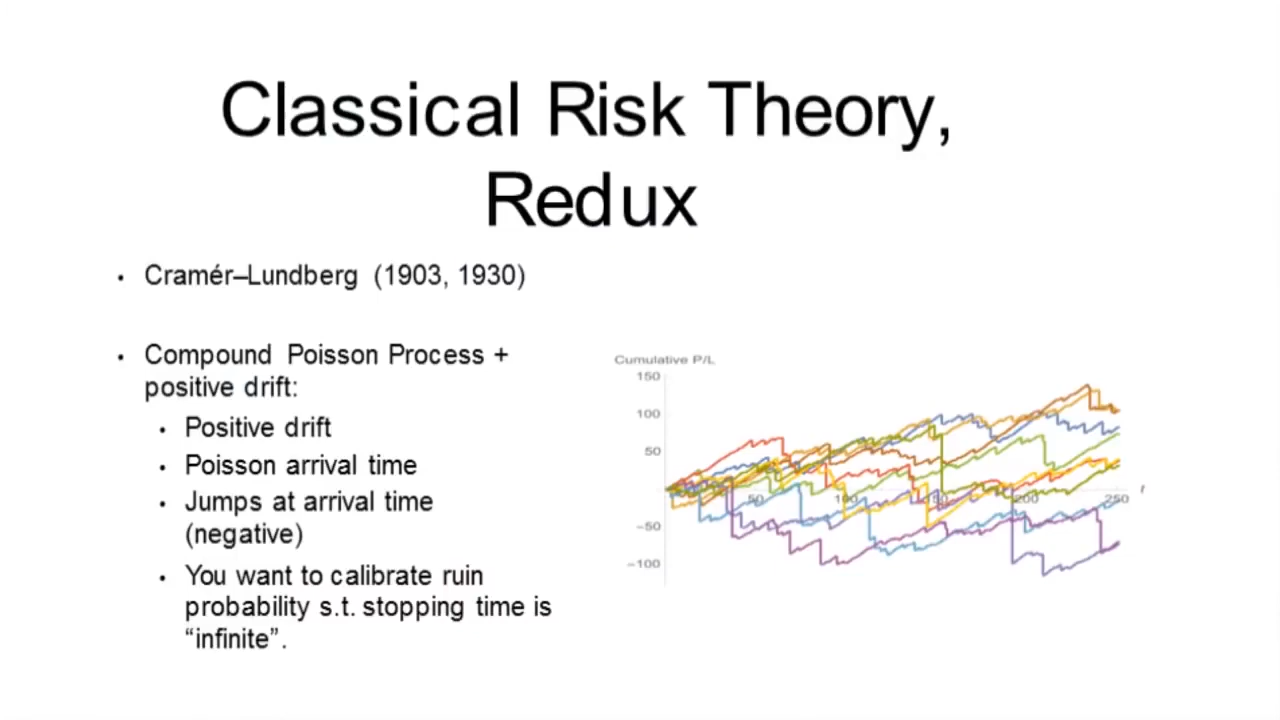 Classical Risk Theory,
Redux
• Cramér–Lundberg (1903, 1930)
• Compound Poisson Process +
positive drift:
• Positive drift
• Poisson arrival time
• Jumps at arrival time
(negative)
• You want to calibrate ruin
probability s.t. stopping time is
“infinite”.
Cumulative P/L
150
100
50
50 100 150 200 250 t
−50
−100